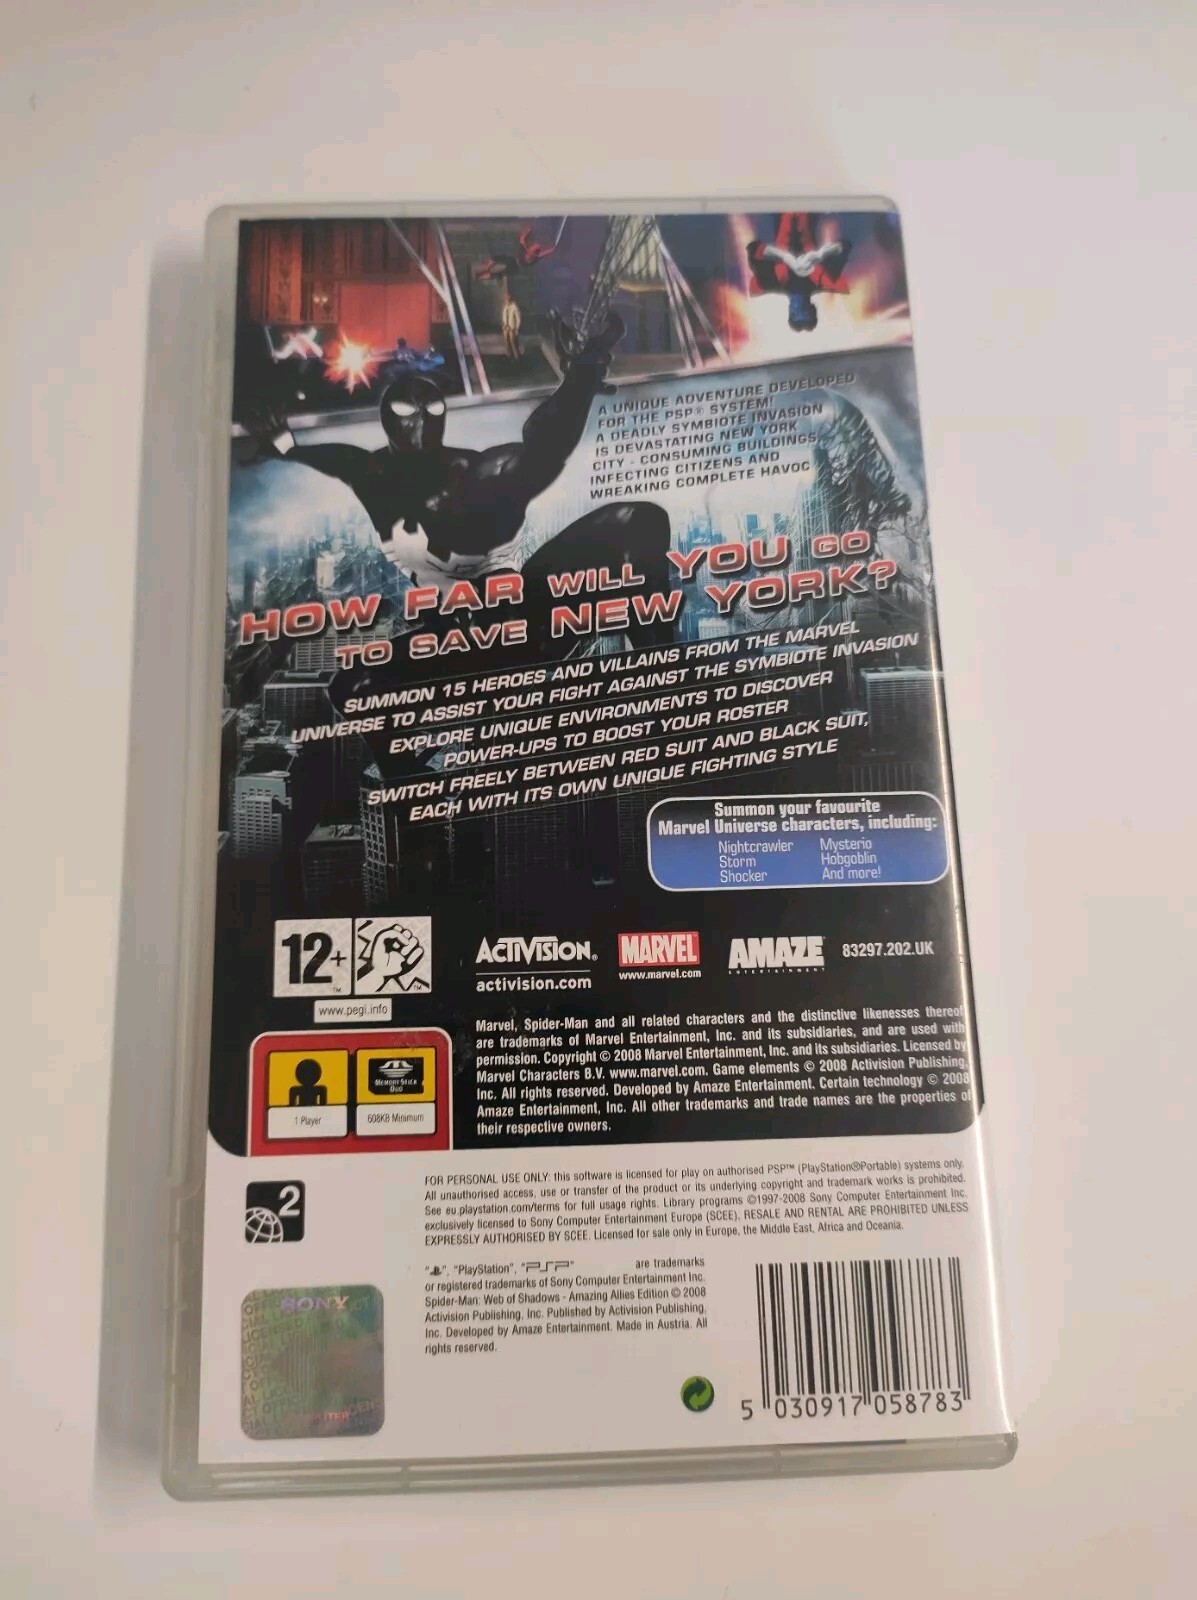 A UNIQUE ADVENTURE DEVELOPED
FOR THE PSP® SYSTEM!
A DEADLY SYMBIOTE INVASION
IS DEVASTATING NEW YORK
CITY - CONSUMING BUILDINGS,
INFECTING CITIZENS AND
WREAKING COMPLETE HAVOC
HOW FAR WILL YOU GO
TO SAVE NEW YORK?
SUMMON 15 HEROES AND VILLAINS FROM THE MARVEL
UNIVERSE TO ASSIST YOUR FIGHT AGAINST THE SYMBIOTE INVASION
EXPLORE UNIQUE ENVIRONMENTS TO DISCOVER
POWER-UPS TO BOOST YOUR ROSTER
SWITCH FREELY BETWEEN RED SUIT AND BLACK SUIT,
EACH WITH ITS OWN UNIQUE FIGHTING STYLE
Summon your favourite
Marvel Universe characters, including:
Nightcrawler Mysterio
Storm Hobgoblin
Shocker And more!
12+
www.pegi.info
ACTIVISION®
activision.com
MARVEL
www.marvel.com
AMAZE
ENTERTAINMENT
83297.202.UK
Marvel, Spider-Man and all related characters and the distinctive likenesses thereof
are trademarks of Marvel Entertainment, Inc. and its subsidiaries, and are used with
permission. Copyright © 2008 Marvel Entertainment, Inc. and its subsidiaries. Licensed by
Marvel Characters B.V. www.marvel.com. Game elements © 2008 Activision Publishing,
Inc. All rights reserved. Developed by Amaze Entertainment. Certain technology © 2008
Amaze Entertainment, Inc. All other trademarks and trade names are the properties of
their respective owners.
1 Player
MEMORY STICK
DUO
608KB Minimum
FOR PERSONAL USE ONLY: this software is licensed for play on authorised PSP™ (PlayStation®Portable) systems only.
All unauthorised access, use or transfer of the product or its underlying copyright and trademark works is prohibited.
See eu.playstation.com/terms for full usage rights. Library programs ©1997-2008 Sony Computer Entertainment Inc.
exclusively licensed to Sony Computer Entertainment Europe (SCEE). RESALE AND RENTAL ARE PROHIBITED UNLESS
EXPRESSLY AUTHORISED BY SCEE. Licensed for sale only in Europe, the Middle East, Africa and Oceania.
2
"PlayStation", "PSP" are trademarks
or registered trademarks of Sony Computer Entertainment Inc.
Spider-Man: Web of Shadows - Amazing Allies Edition © 2008
Activision Publishing, Inc. Published by Activision Publishing,
Inc. Developed by Amaze Entertainment. Made in Austria. All
rights reserved.
SONY
5 030917 058783